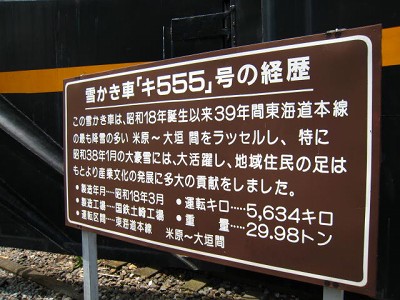 雪かき車「キ555」号の経歴
この雪かき車は、昭和18年誕生以来39年間東海道本線
の最も降雪の多い 米原〜大垣 間をラッセルし、特に
昭和38年1月の大豪雪には、大活躍し、地域住民の足は
もとより産業文化の発展に多大の貢献をしました。
●製造年月…昭和18年3月 ●運転キロ……5,634キロ
●製造工場…国鉄土崎工場 ●重 量……29.98トン
●運転区間…東海道本線 米原〜大垣間